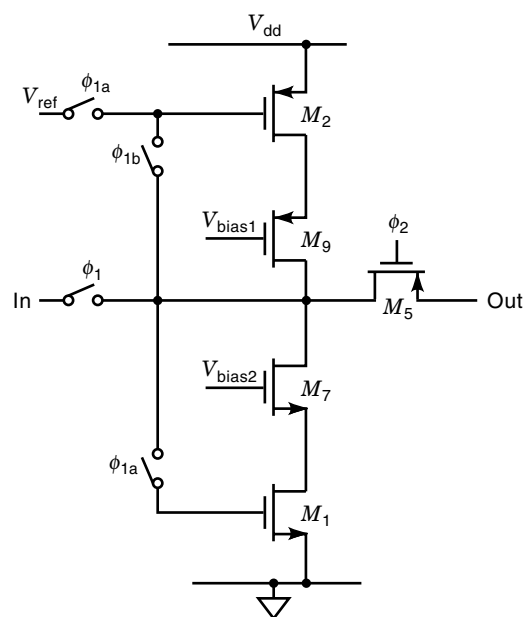 V_dd
ϕ_1a
V_ref
M_2
ϕ_1b
V_bias1
M_9
ϕ_2
ϕ_1
In
M_5
Out
V_bias2
M_7
ϕ_1a
M_1